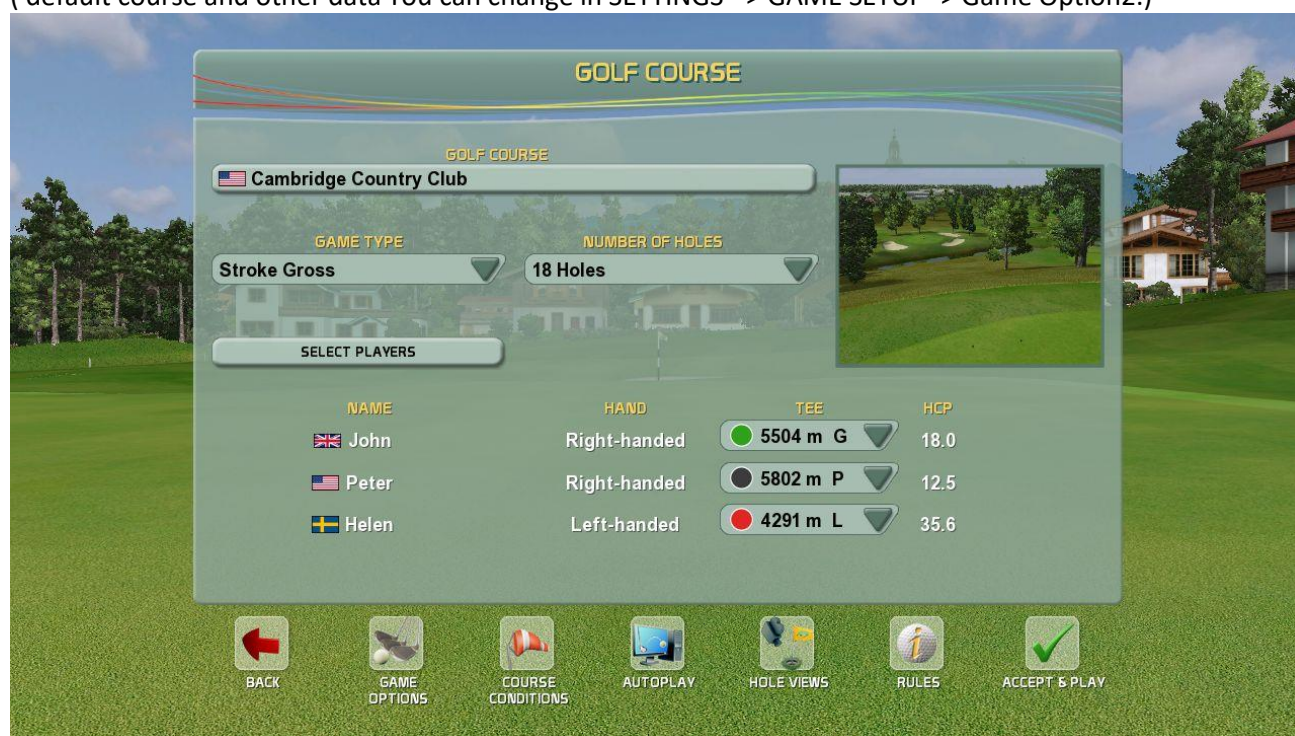 ( default course and other data You can change in SETTINGS -> GAME SETUP -> Game Option2.)
GOLF COURSE
GOLF COURSE
Cambridge Country Club
GAME TYPE NUMBER OF HOLES
Stroke Gross 18 Holes
SELECT PLAYERS
NAME HAND TEE HCP
John Right-handed 5504 m G 18.0
Peter Right-handed 5802 m P 12.5
Helen Left-handed 4291 m L 35.6
BACK GAME OPTIONS COURSE CONDITIONS AUTOPLAY HOLE VIEWS RULES ACCEPT & PLAY